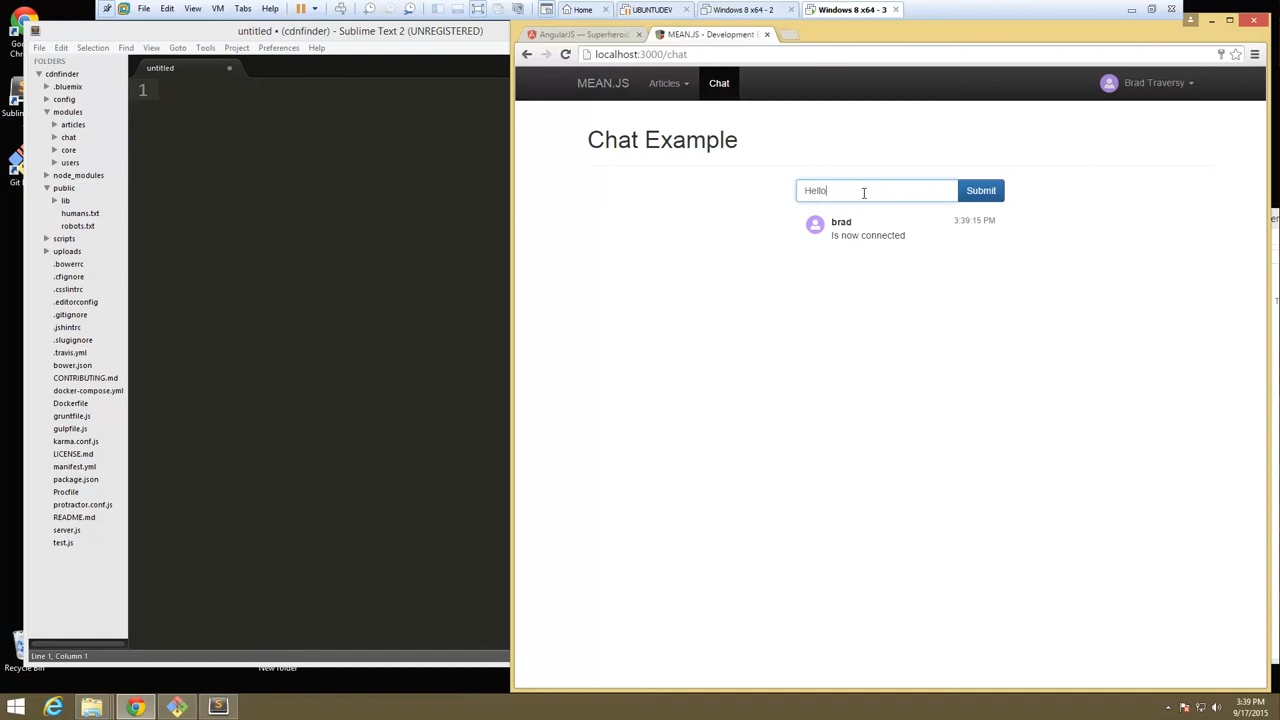 File Edit View VM Tabs Help
Home
UBUNTUDEV
Windows 8 x64 - 2
Windows 8 x64 - 3
untitled • (cdnfinder) - Sublime Text 2 (UNREGISTERED)
File Edit Selection Find View Goto Tools Project Preferences Help
FOLDERS
cdnfinder
.bluemix
config
modules
articles
chat
core
users
node_modules
public
lib
humans.txt
robots.txt
scripts
uploads
.bowerrc
.cfignore
.csslintrc
.editorconfig
.gitignore
.jshintrc
.slugignore
.travis.yml
bower.json
CONTRIBUTING.md
docker-compose.yml
Dockerfile
gruntfile.js
gulpfile.js
karma.conf.js
LICENSE.md
manifest.yml
package.json
Procfile
protractor.conf.js
README.md
server.js
test.js
untitled
1
Line 1, Column 1
Recycle Bin
New folder
AngularJS — Superheroic
MEAN.JS - Development
localhost:3000/chat
MEAN.JS Articles Chat Brad Traversy
Chat Example
Hello Submit
brad 3:39:15 PM
Is now connected
3:39 PM
9/17/2015